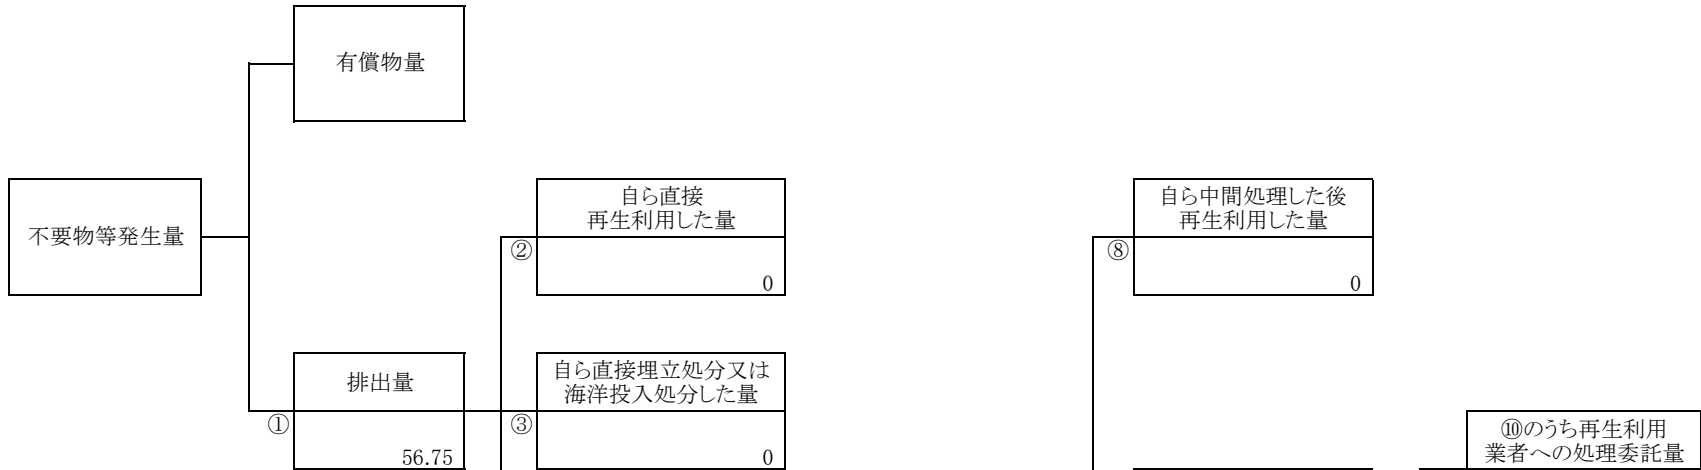 有償物量
不要物等発生量
自ら直接
再生利用した量
②
0
自ら中間処理した後
再生利用した量
⑧
0
排出量
①
56.75
自ら直接埋立処分又は
海洋投入処分した量
③
0
⑩のうち再生利用
業者への処理委託量